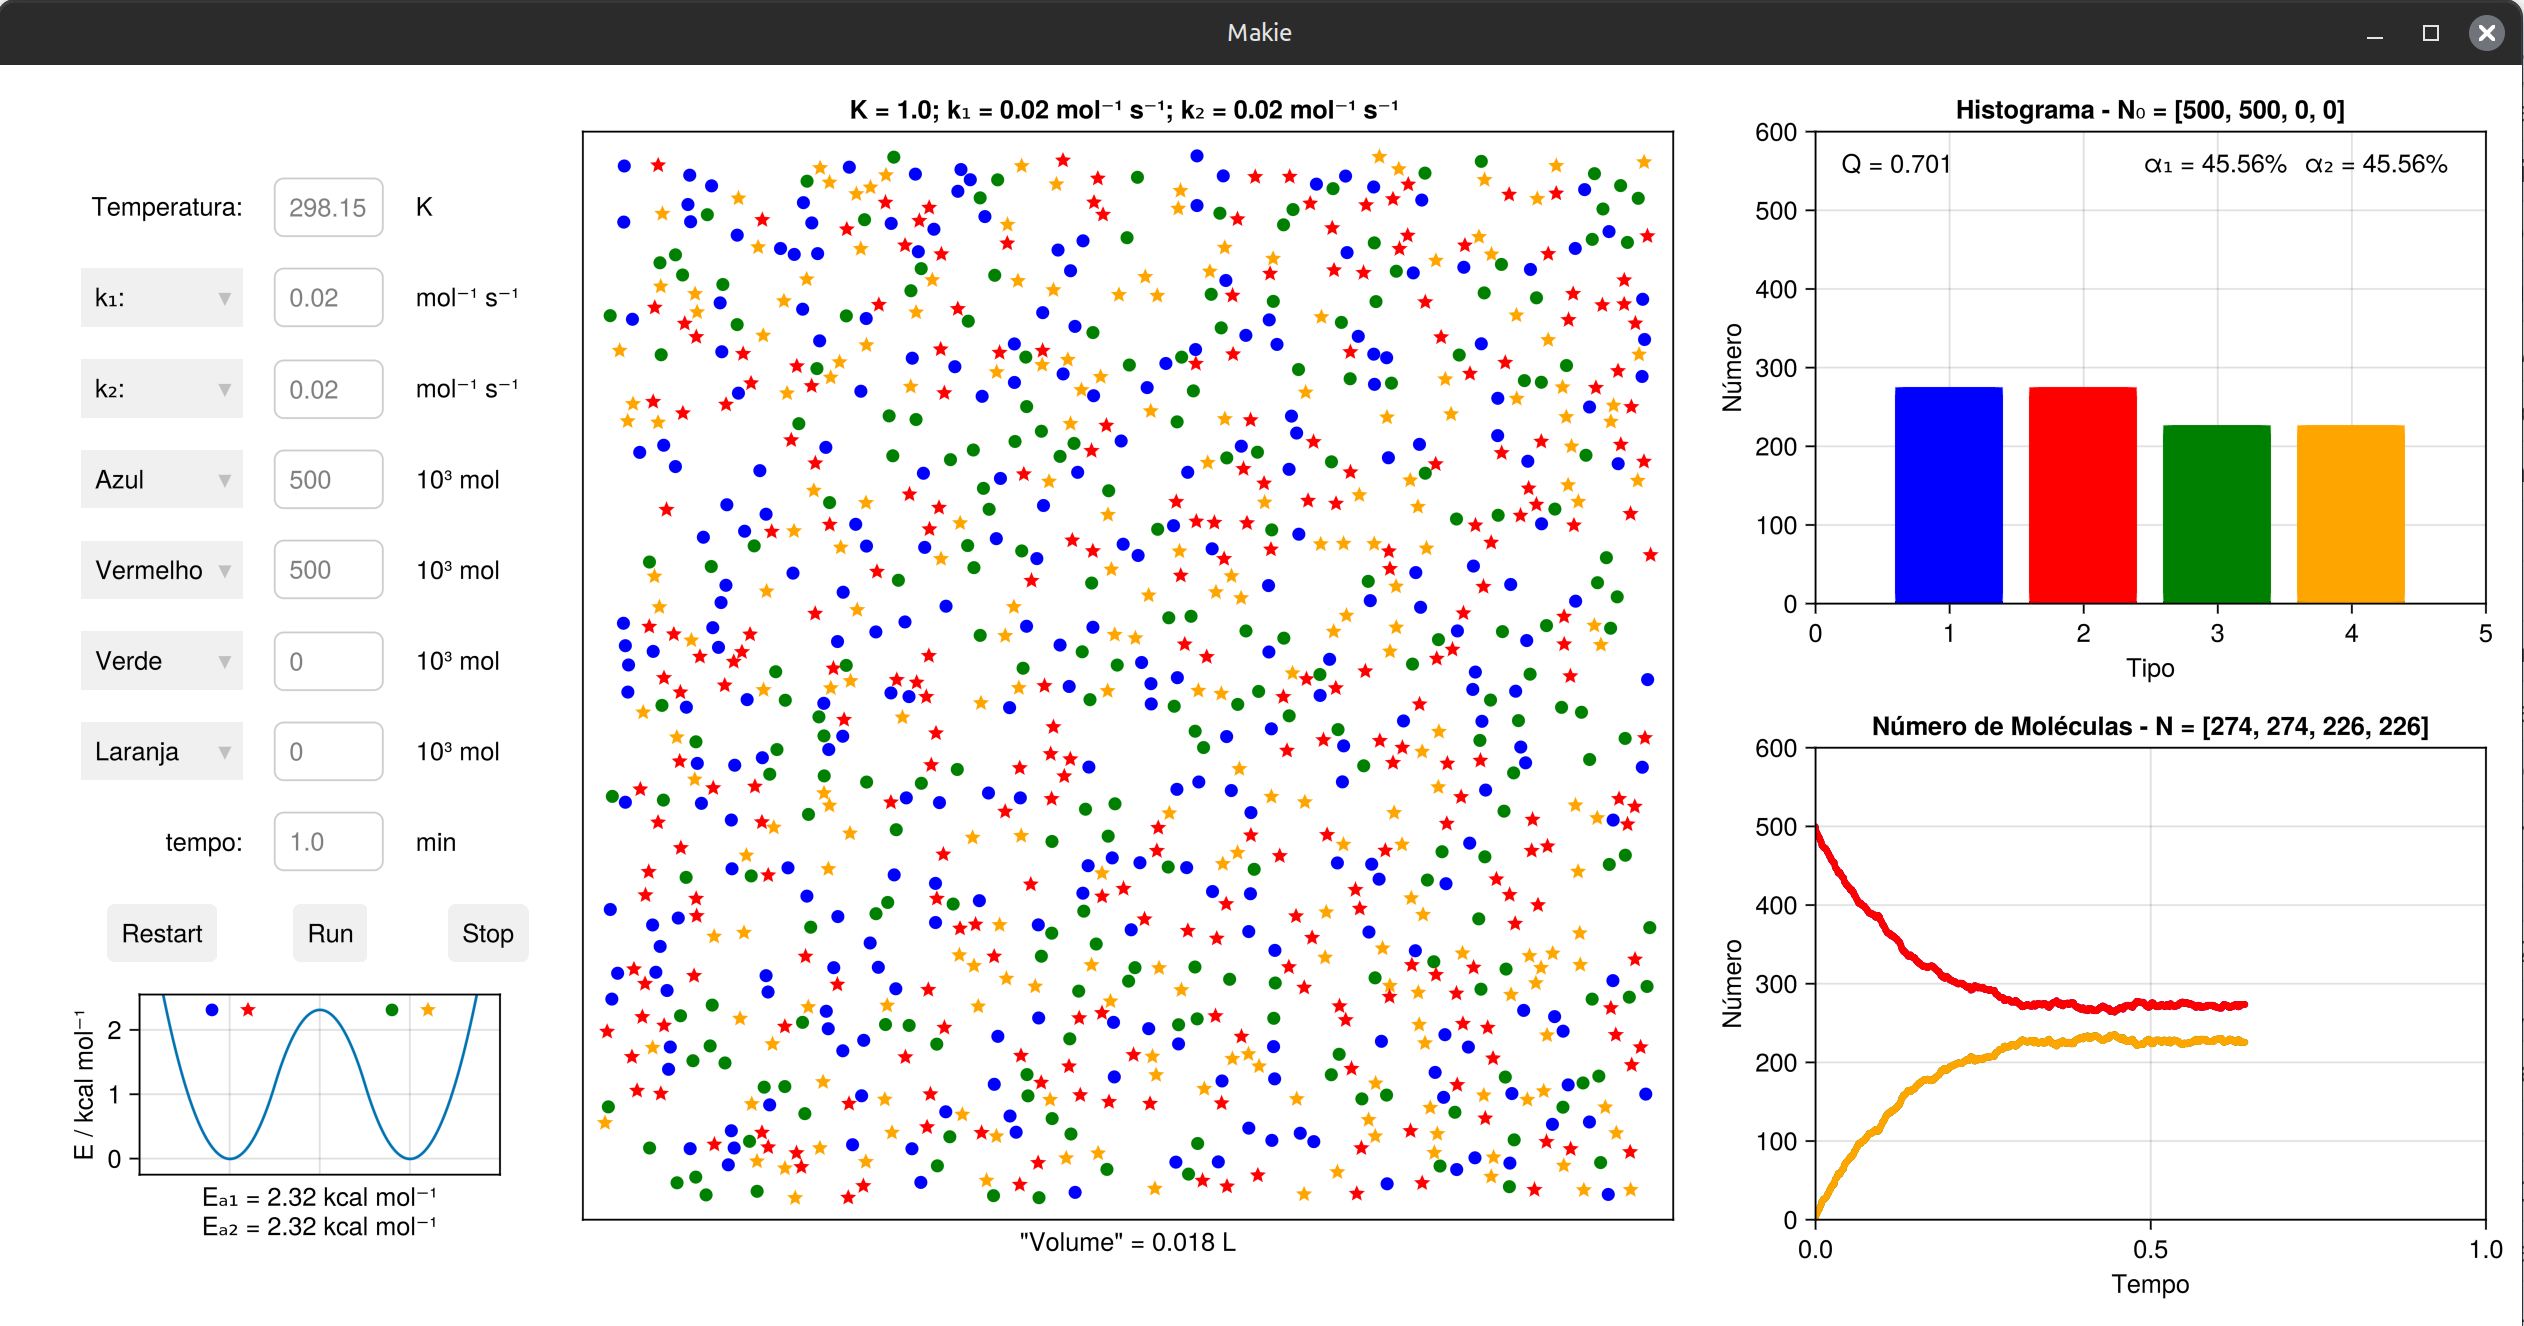 Makie
Temperatura: 298.15 K
k₁: ▼ 0.02 mol⁻¹ s⁻¹
k₂: ▼ 0.02 mol⁻¹ s⁻¹
Azul ▼ 500 10³ mol
Vermelho ▼ 500 10³ mol
Verde ▼ 0 10³ mol
Laranja ▼ 0 10³ mol
tempo: 1.0 min
Restart Run Stop
E / kcal mol⁻¹
2
1
0
Eₐ₁ = 2.32 kcal mol⁻¹
Eₐ₂ = 2.32 kcal mol⁻¹
K = 1.0; k₁ = 0.02 mol⁻¹ s⁻¹; k₂ = 0.02 mol⁻¹ s⁻¹
"Volume" = 0.018 L
Histograma - N₀ = [500, 500, 0, 0]
Q = 0.701 α₁ = 45.56% α₂ = 45.56%
Número
600
500
400
300
200
100
0
0 1 2 3 4 5
Tipo
Número de Moléculas - N = [274, 274, 226, 226]
Número
600
500
400
300
200
100
0
0.0 0.5 1.0
Tempo